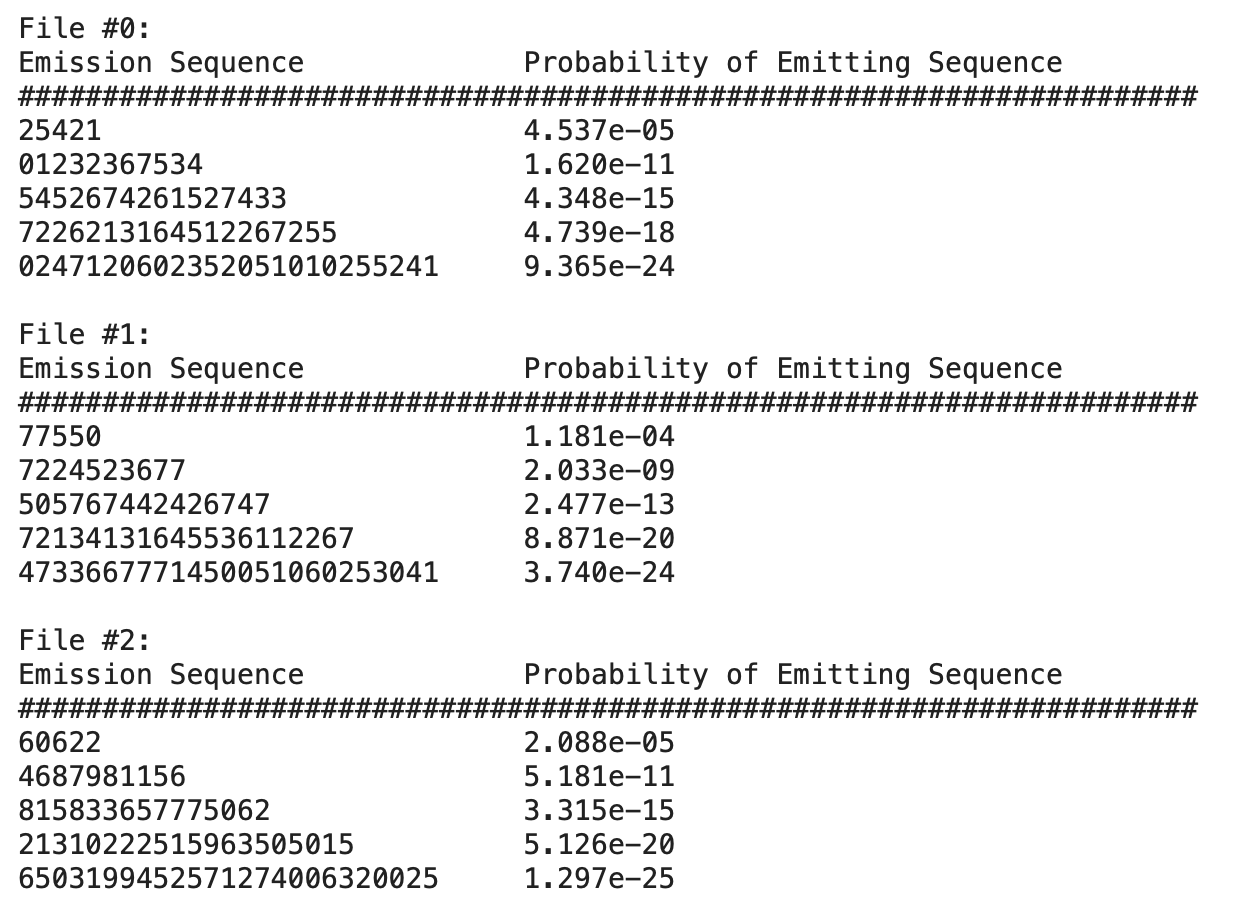 File #0:
Emission Sequence Probability of Emitting Sequence
######################################################################
25421 4.537e-05
01232367534 1.620e-11
5452674261527433 4.348e-15
7226213164512267255 4.739e-18
0247120602352051010255241 9.365e-24

File #1:
Emission Sequence Probability of Emitting Sequence
######################################################################
77550 1.181e-04
7224523677 2.033e-09
505767442426747 2.477e-13
72134131645536112267 8.871e-20
4733667771450051060253041 3.740e-24

File #2:
Emission Sequence Probability of Emitting Sequence
######################################################################
60622 2.088e-05
4687981156 5.181e-11
815833657775062 3.315e-15
21310222515963505015 5.126e-20
6503199452571274006320025 1.297e-25